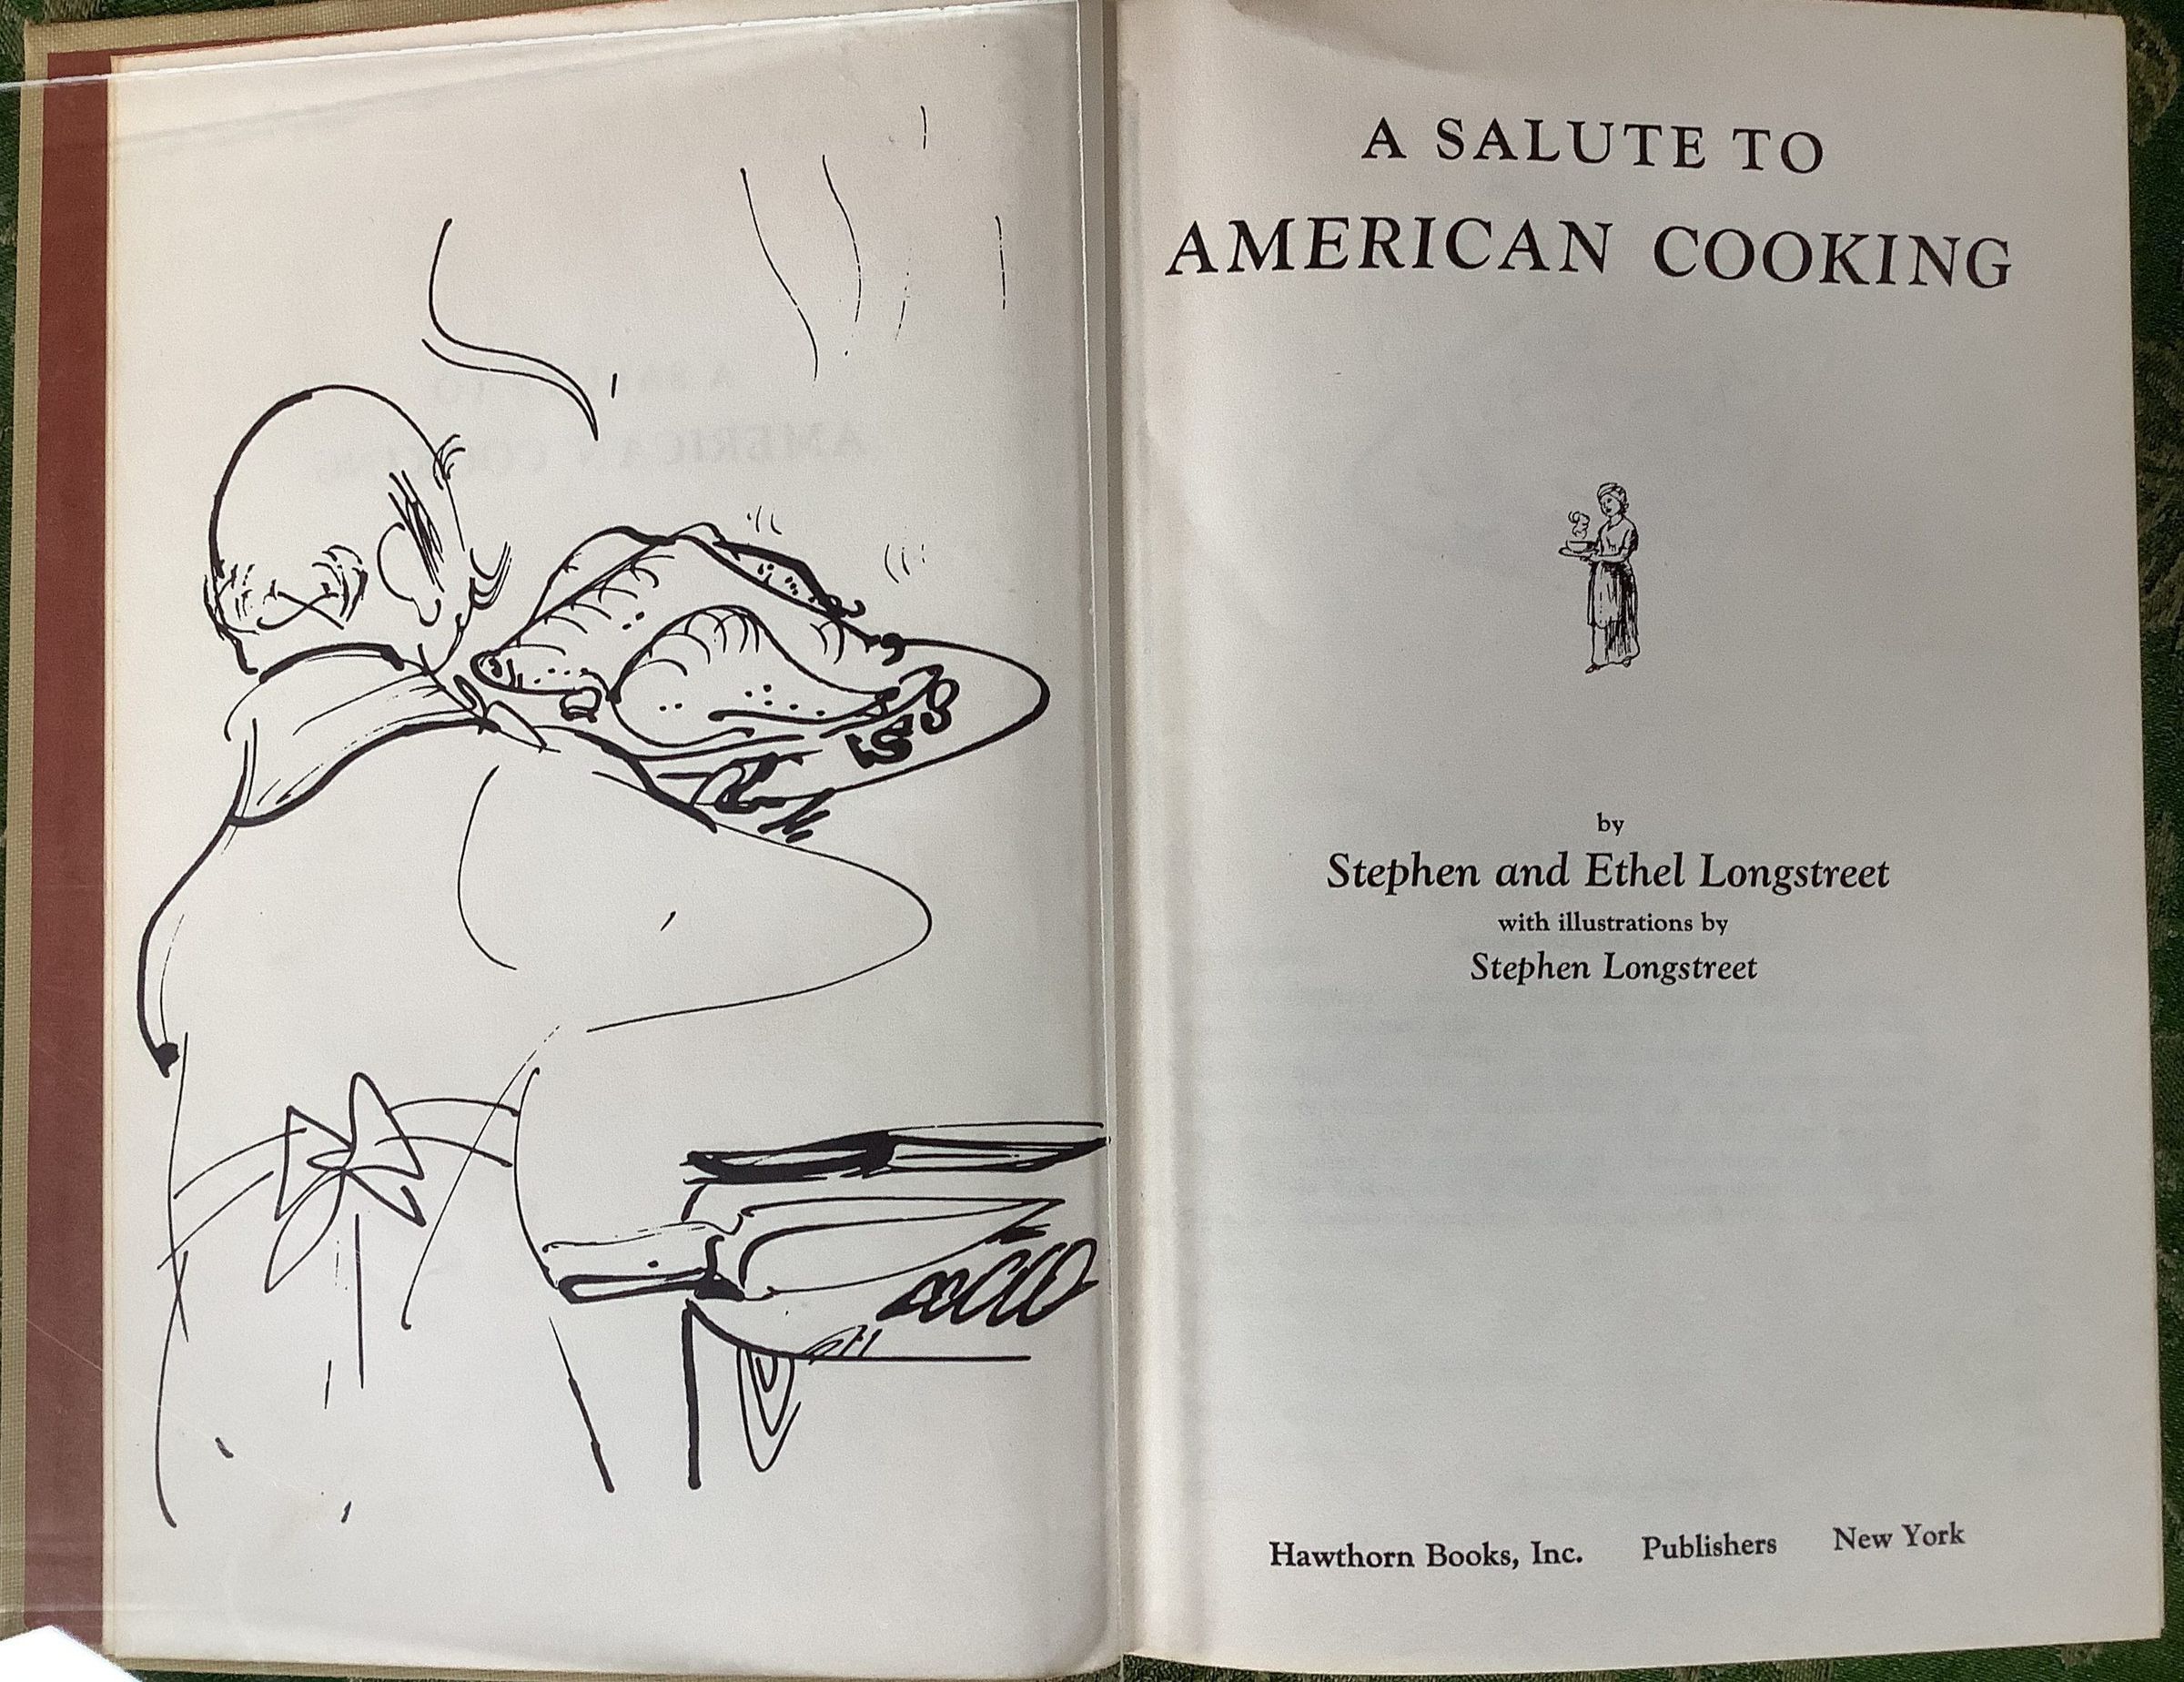 A SALUTE TO
AMERICAN COOKING
by
Stephen and Ethel Longstreet
with illustrations by
Stephen Longstreet
Hawthorn Books, Inc. Publishers New York